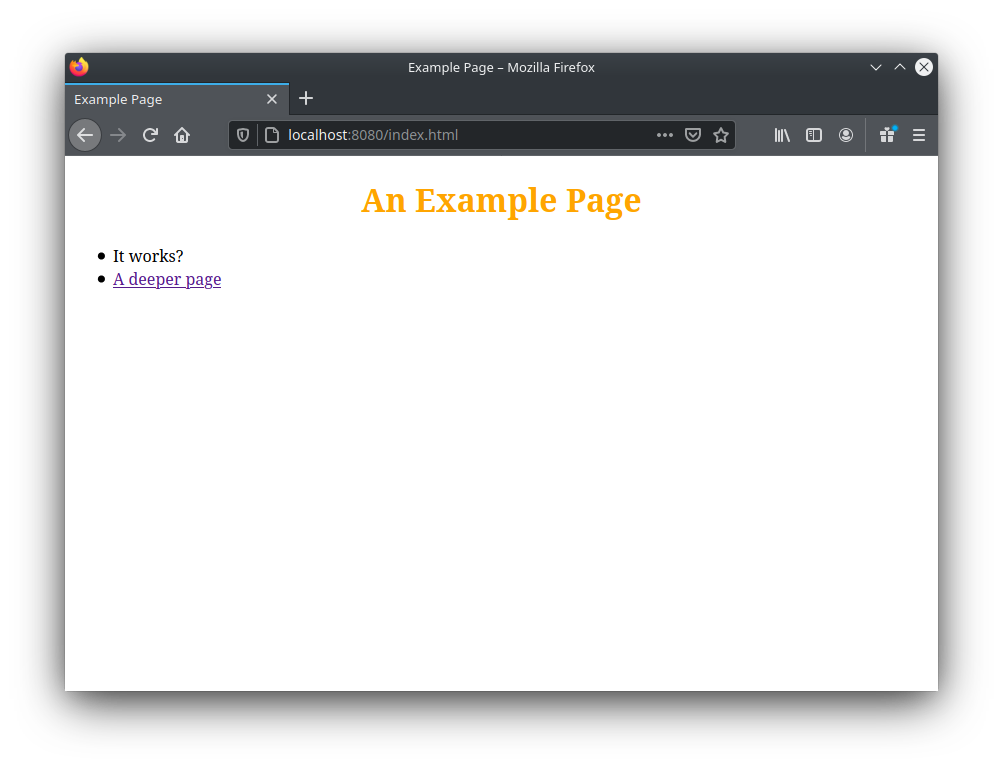 Example Page – Mozilla Firefox
Example Page
localhost:8080/index.html
An Example Page
It works?
A deeper page